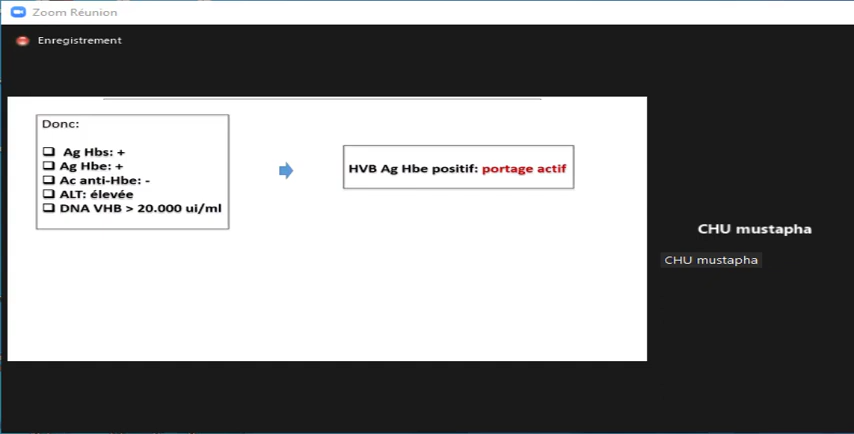 Zoom Réunion
Enregistrement
Donc:
❑ Ag Hbs: +
❑ Ag Hbe: +
❑ Ac anti-Hbe: -
❑ ALT: élevée
❑ DNA VHB > 20.000 ui/ml
HVB Ag Hbe positif: portage actif
CHU mustapha
CHU mustapha